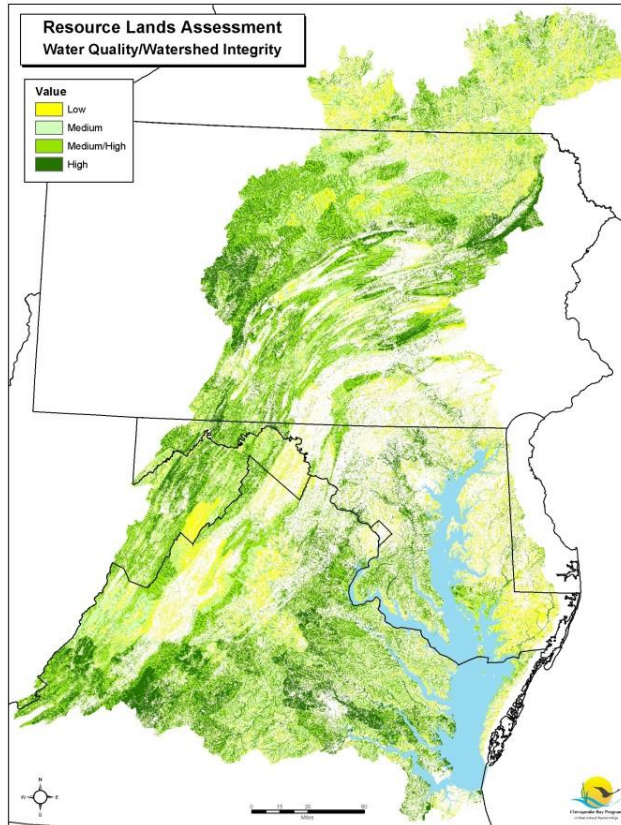 Resource Lands Assessment
Water Quality/Watershed Integrity
Value
Low
Medium
Medium/High
High
N
W
E
S
Miles
Chesapeake Bay Program